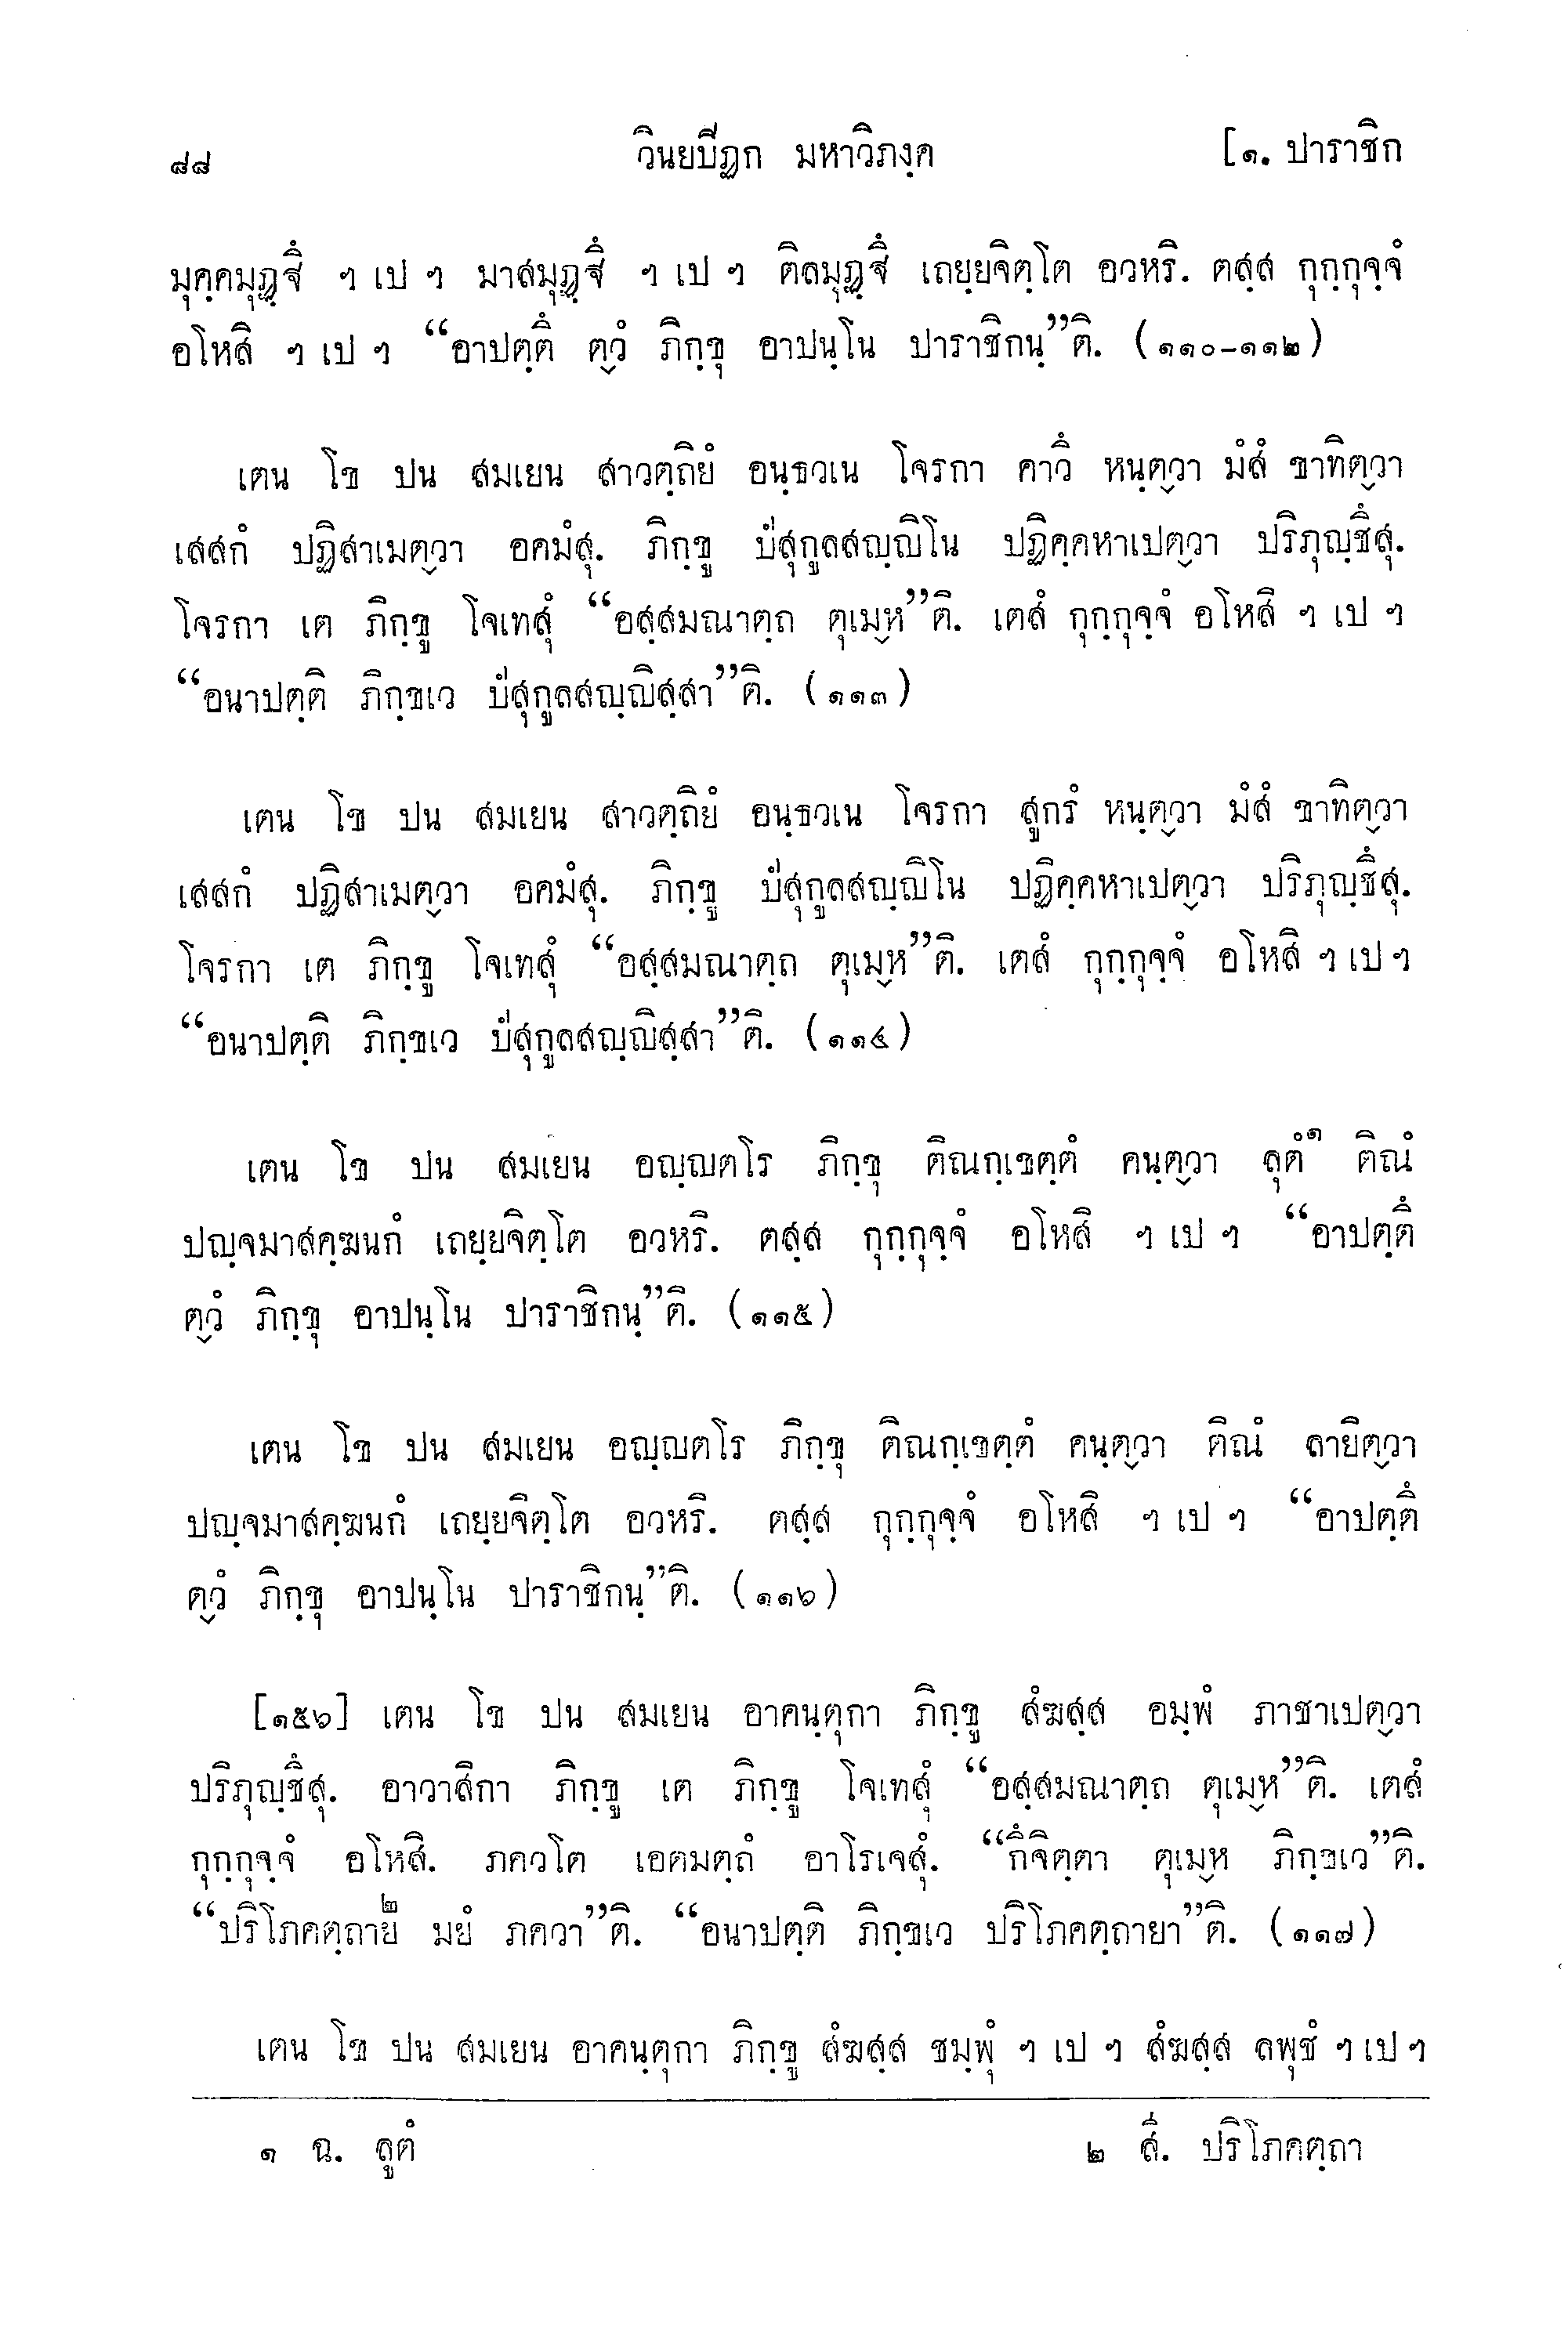 ๘๘ วินยปิฏก มหาวิภงฺค [๑. ปาราชิก
มุคฺคมุฏฺฐึ ฯ เป ฯ มาสมุฏฺฐึ ฯ เป ฯ ติลมุฏฺฐึ เถยฺยจิตฺโต อวหริ. ตสฺส กุกฺกุจฺจํ
อโหสิ ฯ เป ฯ “อาปตฺตึ ตฺวํ ภิกฺขุ อาปนฺโน ปาราชิกนฺ”ติ. (๑๑๐-๑๑๒)
เตน โข ปน สมเยน สาวตฺถิยํ อนฺธวเน โจรกา คาวึ หนฺตฺวา มํสํ ขาทิตฺวา
เสสกํ ปฏิสาเมตฺวา อคมํสุ. ภิกฺขู ปํสุกูลสญฺญิโน ปฏิคฺคหาเปตฺวา ปริภุญฺชึสุ.
โจรกา เต ภิกฺขู โจเทสุํ “อสฺสมณาตฺถ ตุเมฺห”ติ. เตสํ กุกฺกุจฺจํ อโหสิ ฯ เป ฯ
“อนาปตฺติ ภิกฺขเว ปํสุกูลสญฺญิสฺสา”ติ. (๑๑๓)
เตน โข ปน สมเยน สาวตฺถิยํ อนฺธวเน โจรกา สูกรํ หนฺตฺวา มํสํ ขาทิตฺวา
เสสกํ ปฏิสาเมตฺวา อคมํสุ. ภิกฺขู ปํสุกูลสญฺญิโน ปฏิคฺคหาเปตฺวา ปริภุญฺชึสุ.
โจรกา เต ภิกฺขู โจเทสุํ “อสฺสมณาตฺถ ตุเมฺห”ติ. เตสํ กุกฺกุจฺจํ อโหสิ ฯ เป ฯ
“อนาปตฺติ ภิกฺขเว ปํสุกูลสญฺญิสฺสา”ติ. (๑๑๔)
เตน โข ปน สมเยน อญฺญตโร ภิกฺขุ ติณกฺเขตฺตํ คนฺตฺวา ลุตํ๑ ติณํ
ปญฺจมาสคฺฆนกํ เถยฺยจิตฺโต อวหริ. ตสฺส กุกฺกุจฺจํ อโหสิ ฯ เป ฯ “อาปตฺตึ
ตฺวํ ภิกฺขุ อาปนฺโน ปาราชิกนฺ”ติ. (๑๑๕)
เตน โข ปน สมเยน อญฺญตโร ภิกฺขุ ติณกฺเขตฺตํ คนฺตฺวา ติณํ ลายิตฺวา
ปญฺจมาสคฺฆนกํ เถยฺยจิตฺโต อวหริ. ตสฺส กุกฺกุจฺจํ อโหสิ ฯ เป ฯ “อาปตฺตึ
ตฺวํ ภิกฺขุ อาปนฺโน ปาราชิกนฺ”ติ. (๑๑๖)
[๑๕๖] เตน โข ปน สมเยน อาคนฺตุกา ภิกฺขู สํฆสฺส อมฺพํ ภาชาเปตฺวา
ปริภุญฺชึสุ. อาวาสิกา ภิกฺขู เต ภิกฺขู โจเทสุํ “อสฺสมณาตฺถ ตุเมฺห”ติ. เตสํ
กุกฺกุจฺจํ อโหสิ. ภควโต เอตมตฺถํ อาโรเจสุํ. “กึจิตฺตา ตุเมฺห ภิกฺขเว”ติ.
“ปริโภคตฺถาย๒ มยํ ภควา”ติ. “อนาปตฺติ ภิกฺขเว ปริโภคตฺถายา”ติ. (๑๑๗)
เตน โข ปน สมเยน อาคนฺตุกา ภิกฺขู สํฆสฺส ชมฺพุํ ฯ เป ฯ สํฆสฺส ลพุชํ ฯ เป ฯ
๑ ฉ. ลูตํ ๒ สี. ปริโภคตฺถา